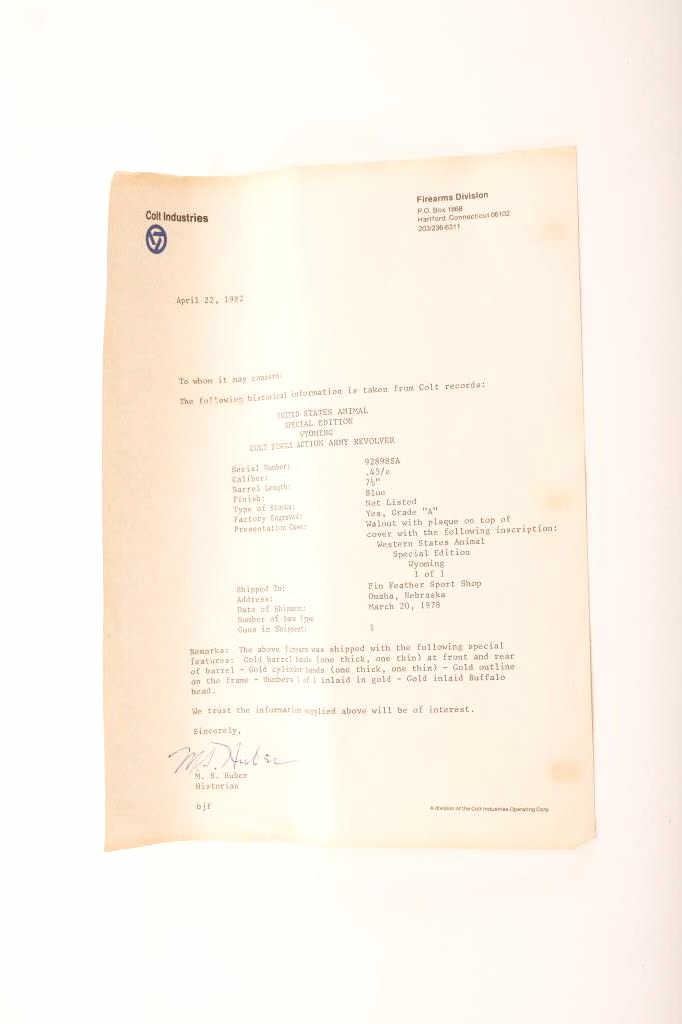 Colt Industries
Firearms Division
P.O. Box 1868
Hartford, Connecticut 06102
203/236-6311
April 22, 1982
To whom it may concern:
The following historical information is taken from Colt records:
UNITED STATES ANIMAL
SPECIAL EDITION
WYOMING
COLT SINGLE ACTION ARMY REVOLVER
Serial Number: 92898SA
Caliber: .45/c
Barrel Length: 7½"
Finish: Blue
Type of Stocks: Not Listed
Factory Engraved: Yes, Grade "A"
Presentation Case: Walnut with plaque on top of
cover with the following inscription:
Western States Animal
Special Edition
Wyoming
1 of 1
Shipped To: Fin Feather Sport Shop
Address: Omaha, Nebraska
Date of Shipment: March 20, 1978
Number of Same Type
Guns in Shipment:
Remarks: The above firearm was shipped with the following special
features: Gold barrel bands (one thick, one thin) at front and rear
of barrel - Gold cylinder bands (one thick, one thin) - Gold outline
on the frame - Numbers 1 of 1 inlaid in gold - Gold inlaid Buffalo
head.
We trust the information supplied above will be of interest.
Sincerely,
M.S. Huber
M. S. Huber
Historian
bjf
A division of the Colt Industries Operating Corp.